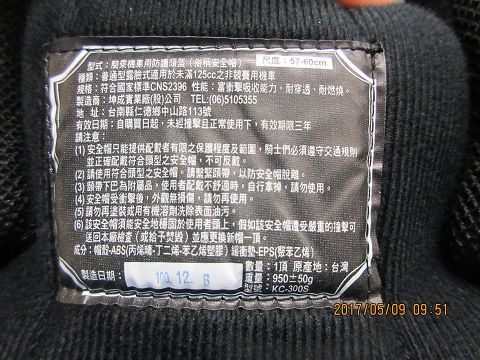 型式：騎乘機車用防護頭盔（俗稱安全帽）
尺度：57-60cm
種類：普通型露臉式適用於未滿125cc之非競賽用機車
規格：符合國家標準CNS2396 性能：富衝擊吸收能力，耐穿透、耐燃燒。
製造商：坤成實業廠(股)公司 TEL:(06)5105355
地 址：台南縣仁德鄉中山路113號
有效日期：自購買日起，未經撞擊且正常使用下，有效期限三年
請注意：
(1)安全帽只能提供配戴者有限之保護程度及範圍，騎士們必須遵守交通規則
並正確配戴符合頭型之安全帽，不可反戴。
(2)請使用符合頭型之安全帽。請繫緊頤帶，以防安全帽脫離。
(3)頤帶下巴為附屬品，使用者配戴不舒適時，自行拿掉，請勿使用。
(4)安全帽受衝擊後，外觀無損傷，請勿再使用。
(5)請勿再塗裝或用有機溶劑洗除表面油污。
(6)該安全帽須能安全地穩固於使用者頭上，假如該安全帽遭受嚴重的撞擊可
送回本廠檢查（或給予焚毀）並應更換新帽一頂。
成分：帽殼-ABS(丙烯晴-丁二烯-苯乙烯塑膠) 緩衝墊-EPS(聚苯乙烯)
製造日期：
100. 12. 6
數量：1頂 原產地：台灣
重量：950±50g
型號：KC-300S
2017/05/09 09:51